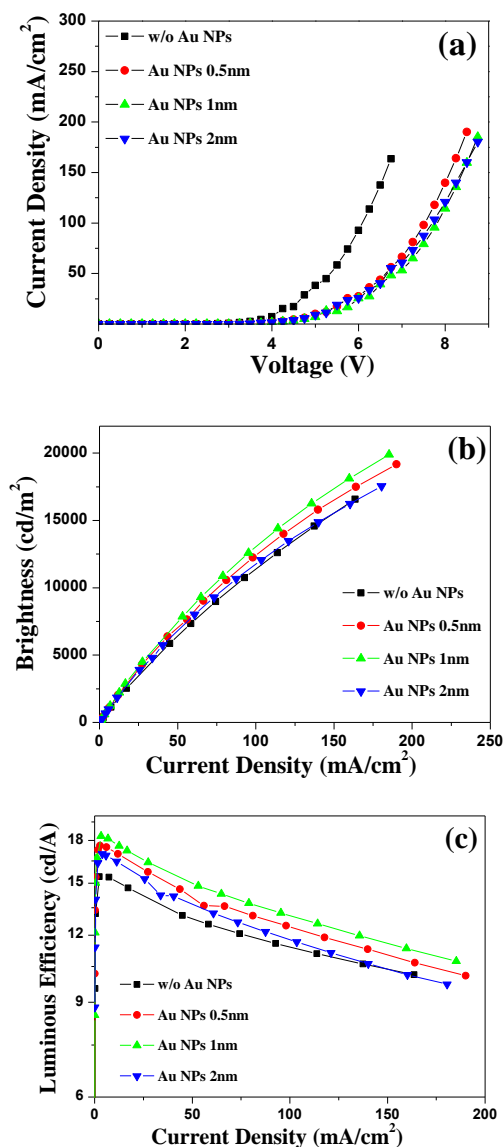 (a)
w/o Au NPs
Au NPs 0.5nm
Au NPs 1nm
Au NPs 2nm
Current Density (mA/cm²)
300
250
200
150
100
50
0 2 4 6 8
Voltage (V)
(b)
Brightness (cd/m²)
20000
15000
10000
5000
0
w/o Au NPs
Au NPs 0.5nm
Au NPs 1nm
Au NPs 2nm
0 50 100 150 200 250
Current Density (mA/cm²)
(c)
Luminous Efficiency (cd/A)
18
15
12
9
6
w/o Au NPs
Au NPs 0.5nm
Au NPs 1nm
Au NPs 2nm
0 50 100 150 200
Current Density (mA/cm²)